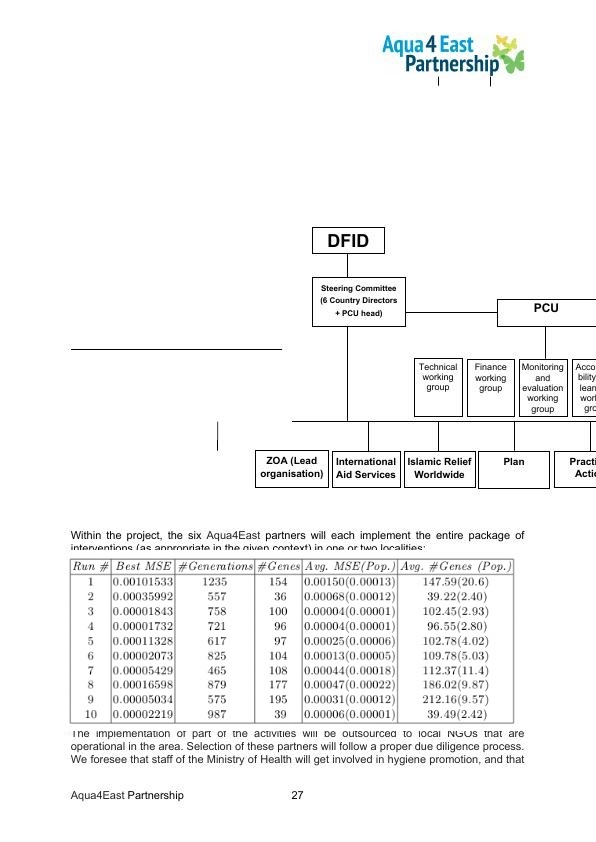 Aqua4East
Partnership
DFID
Steering Committee
(6 Country Directors
+ PCU head)
PCU
Technical
working
group
Finance
working
group
Monitoring
and
evaluation
working
group
Acco
bility
lear
wor
gro
ZOA (Lead
organisation)
International
Aid Services
Islamic Relief
Worldwide
Plan
Practi
Actic
Within the project, the six Aqua4East partners will each implement the entire package of
interventions (as appropriate in the given context) in one or two localities:
Run # Best MSE #Generations #Genes Avg. MSE(Pop.) Avg. #Genes (Pop.)
1 0.00101533 1235 154 0.00150(0.00013) 147.59(20.6)
2 0.00035992 557 36 0.00068(0.00012) 39.22(2.40)
3 0.00001843 758 100 0.00004(0.00001) 102.45(2.93)
4 0.00001732 721 96 0.00004(0.00001) 96.55(2.80)
5 0.00011328 617 97 0.00025(0.00006) 102.78(4.02)
6 0.00002073 825 104 0.00013(0.00005) 109.78(5.03)
7 0.00005429 465 108 0.00044(0.00018) 112.37(11.4)
8 0.00016598 879 177 0.00047(0.00022) 186.02(9.87)
9 0.00005034 575 195 0.00031(0.00012) 212.16(9.57)
10 0.00002219 987 39 0.00006(0.00001) 39.49(2.42)
The implementation of part of the activities will be outsourced to local NGOs that are
operational in the area. Selection of these partners will follow a proper due diligence process.
We foresee that staff of the Ministry of Health will get involved in hygiene promotion, and that
Aqua4East Partnership 27